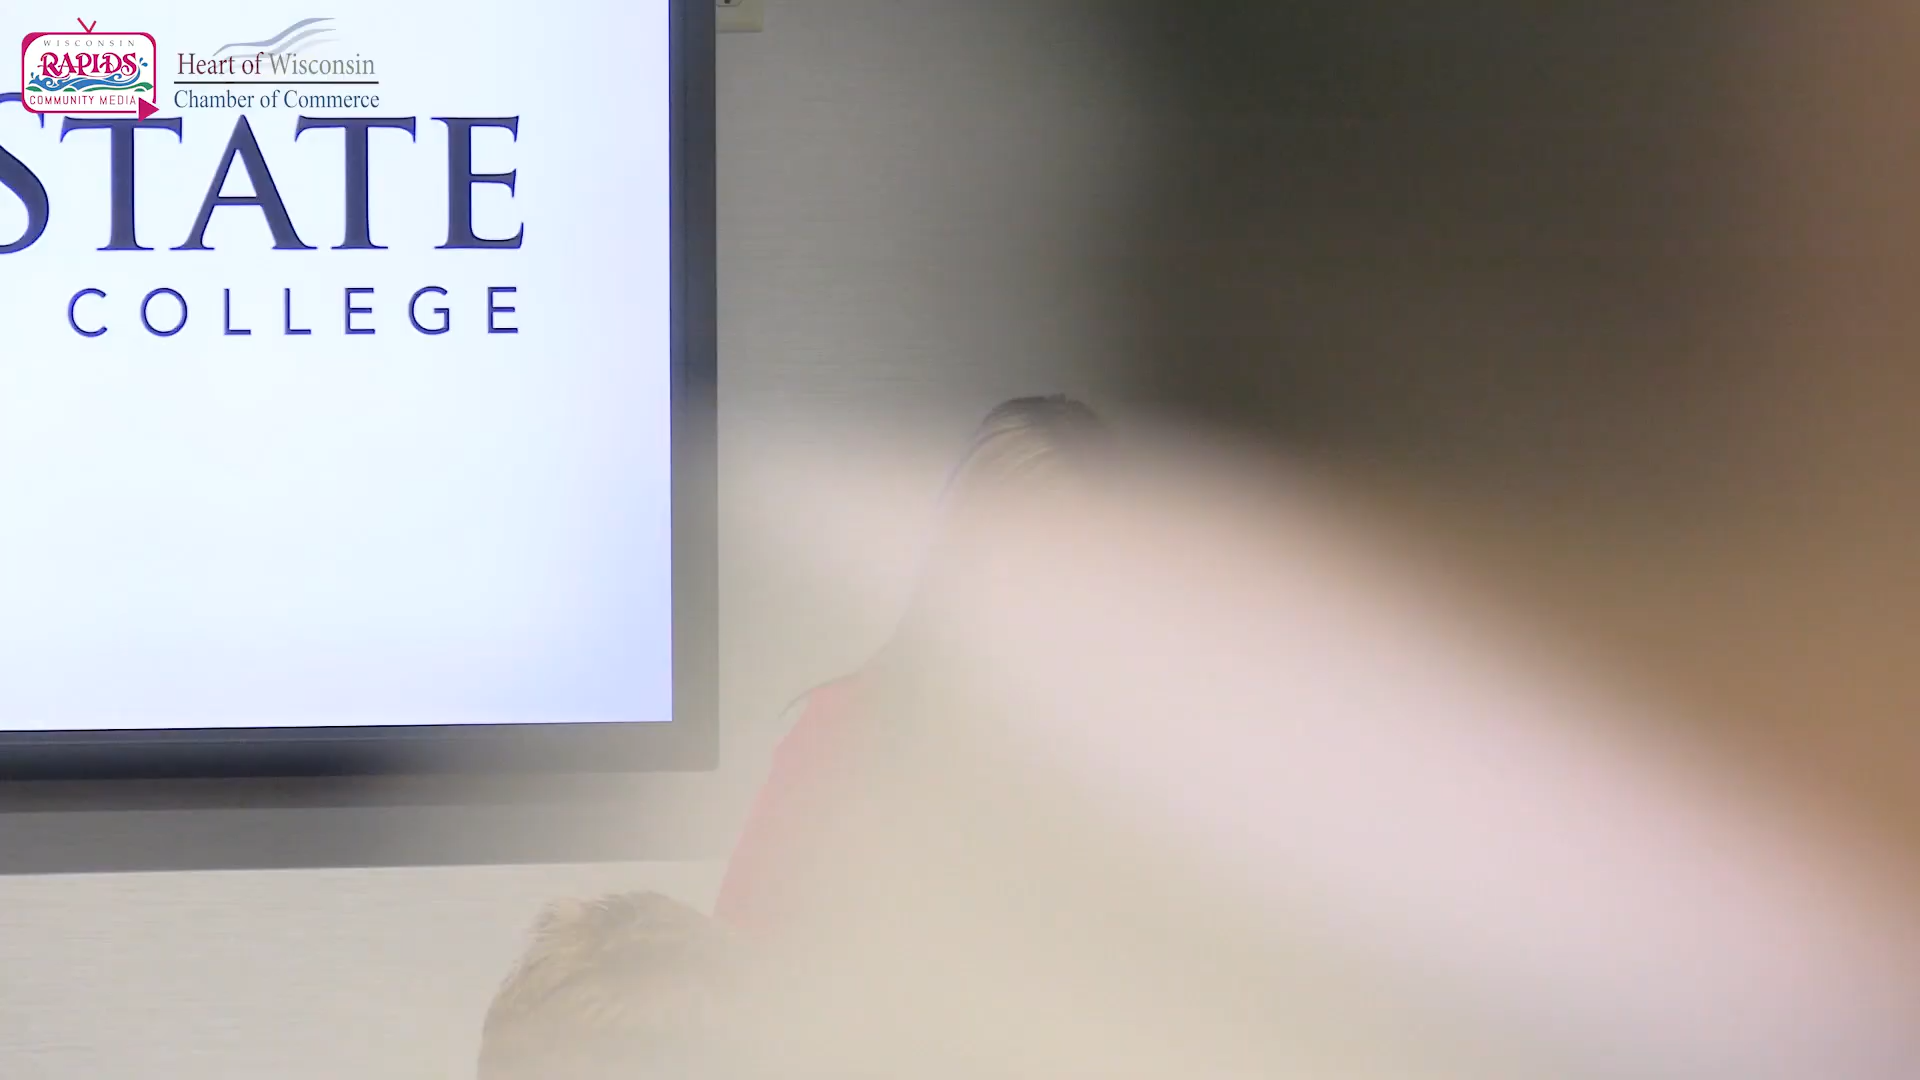 WISCONSIN
RAPIDS
COMMUNITY MEDIA
Heart of Wisconsin
Chamber of Commerce
STATE
COLLEGE